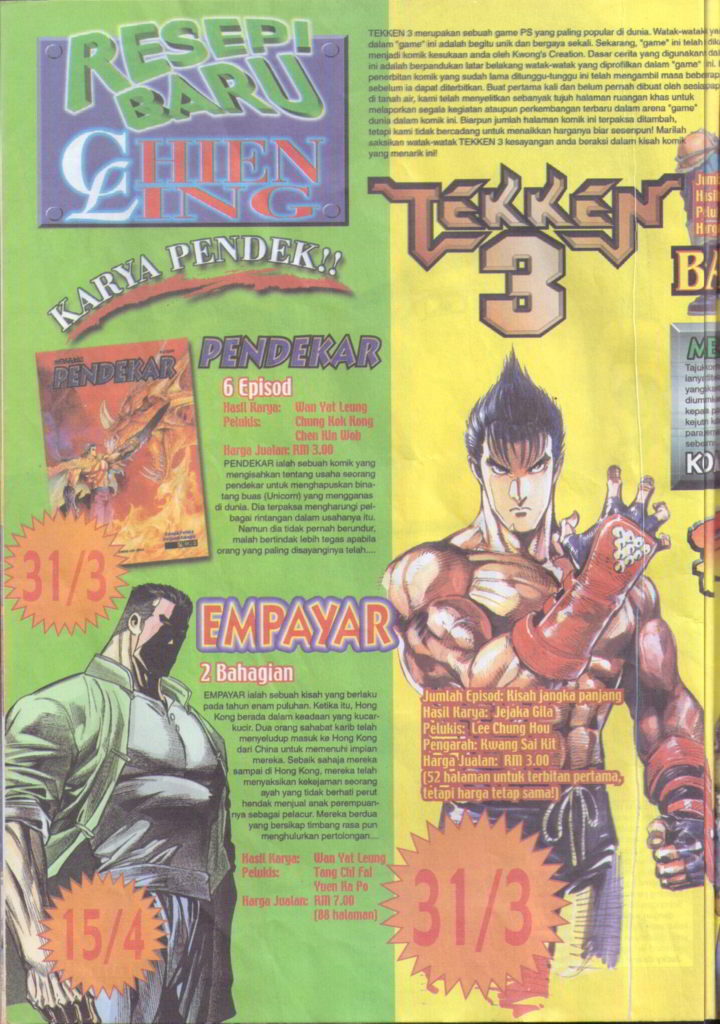 RESEPI
BARU
CHIEN
LING
KARYA PENDEK!!
PENDEKAR
PENDEKAR
6 Episod
Hasil Karya: Wan Yat Leung
Pelukis: Chung Kok Kong
Chen Kin Wah
Harga Jualan: RM 3.00
PENDEKAR ialah sebuah komik yang
mengisahkan tentang usaha seorang
pendekar untuk menghapuskan bina-
tang buas (Unicorn) yang mengganas
di dunia. Dia terpaksa mengharungi pel-
bagai rintangan dalam usahanya itu.
Namun dia tidak pernah berundur,
malah bertindak lebih tegas apabila
orang yang paling disayanginya telah....
31/3
EMPAYAR
2 Bahagian
EMPAYAR ialah sebuah kisah yang berlaku
pada tahun enam puluhan. Ketika itu, Hong
Kong berada dalam keadaan yang kucar-
kucir. Dua orang sahabat karib telah
menyeludup masuk ke Hong Kong
dari China untuk memenuhi impian
mereka. Sebaik sahaja mereka
sampai di Hong Kong, mereka telah
menyaksikan kekejaman seorang
ayah yang tidak berhati perut
hendak menjual anak perempuan-
nya sebagai pelacur. Mereka berdua
yang bersikap timbang rasa pun
menghulurkan pertolongan....
Hasil Karya: Wan Yat Leung
Pelukis: Tang Chi Fai
Yuen Ka Po
Harga Jualan: RM 7.00
(88 halaman)
15/4
TEKKEN 3 merupakan sebuah game PS yang paling popular di dunia. Watak-watak
dalam "game" ini adalah begitu unik dan bergaya sekali. Sekarang, "game" ini telah
menjadi komik kesukaan anda oleh Kwong's Creation. Dasar cerita yang digunakan
ini adalah berpandukan latar belakang watak-watak yang diprofilkan dalam "game" ini.
penerbitan komik yang sudah lama ditunggu-tunggu ini telah mengambil masa
sebelum ia dapat diterbitkan. Buat pertama kali dan belum pernah dibuat oleh
di tanah air, kami telah menyelitkan sebanyak tujuh halaman ruangan khas untuk
melaporkan segala kegiatan ataupun perkembangan terbaru dalam arena "game"
dunia dalam komik ini. Biarpun jumlah halaman komik ini terpaksa ditambah,
tetapi kami tidak bercadang untuk menaikkan harganya biar sesenpun! Marilah
saksikan watak-watak TEKKEN 3 kesayangan anda beraksi dalam kisah komik
yang menarik ini!
TEKKEN
3
Jumlah Episod: Kisah jangka panjang
Hasil Karya: Jejaka Gila
Pelukis: Lee Chung Hou
Pengarah: Kwang Sai Kit
Harga Jualan: RM 3.00
(52 halaman untuk terbitan pertama,
tetapi harga tetap sama!)
31/3